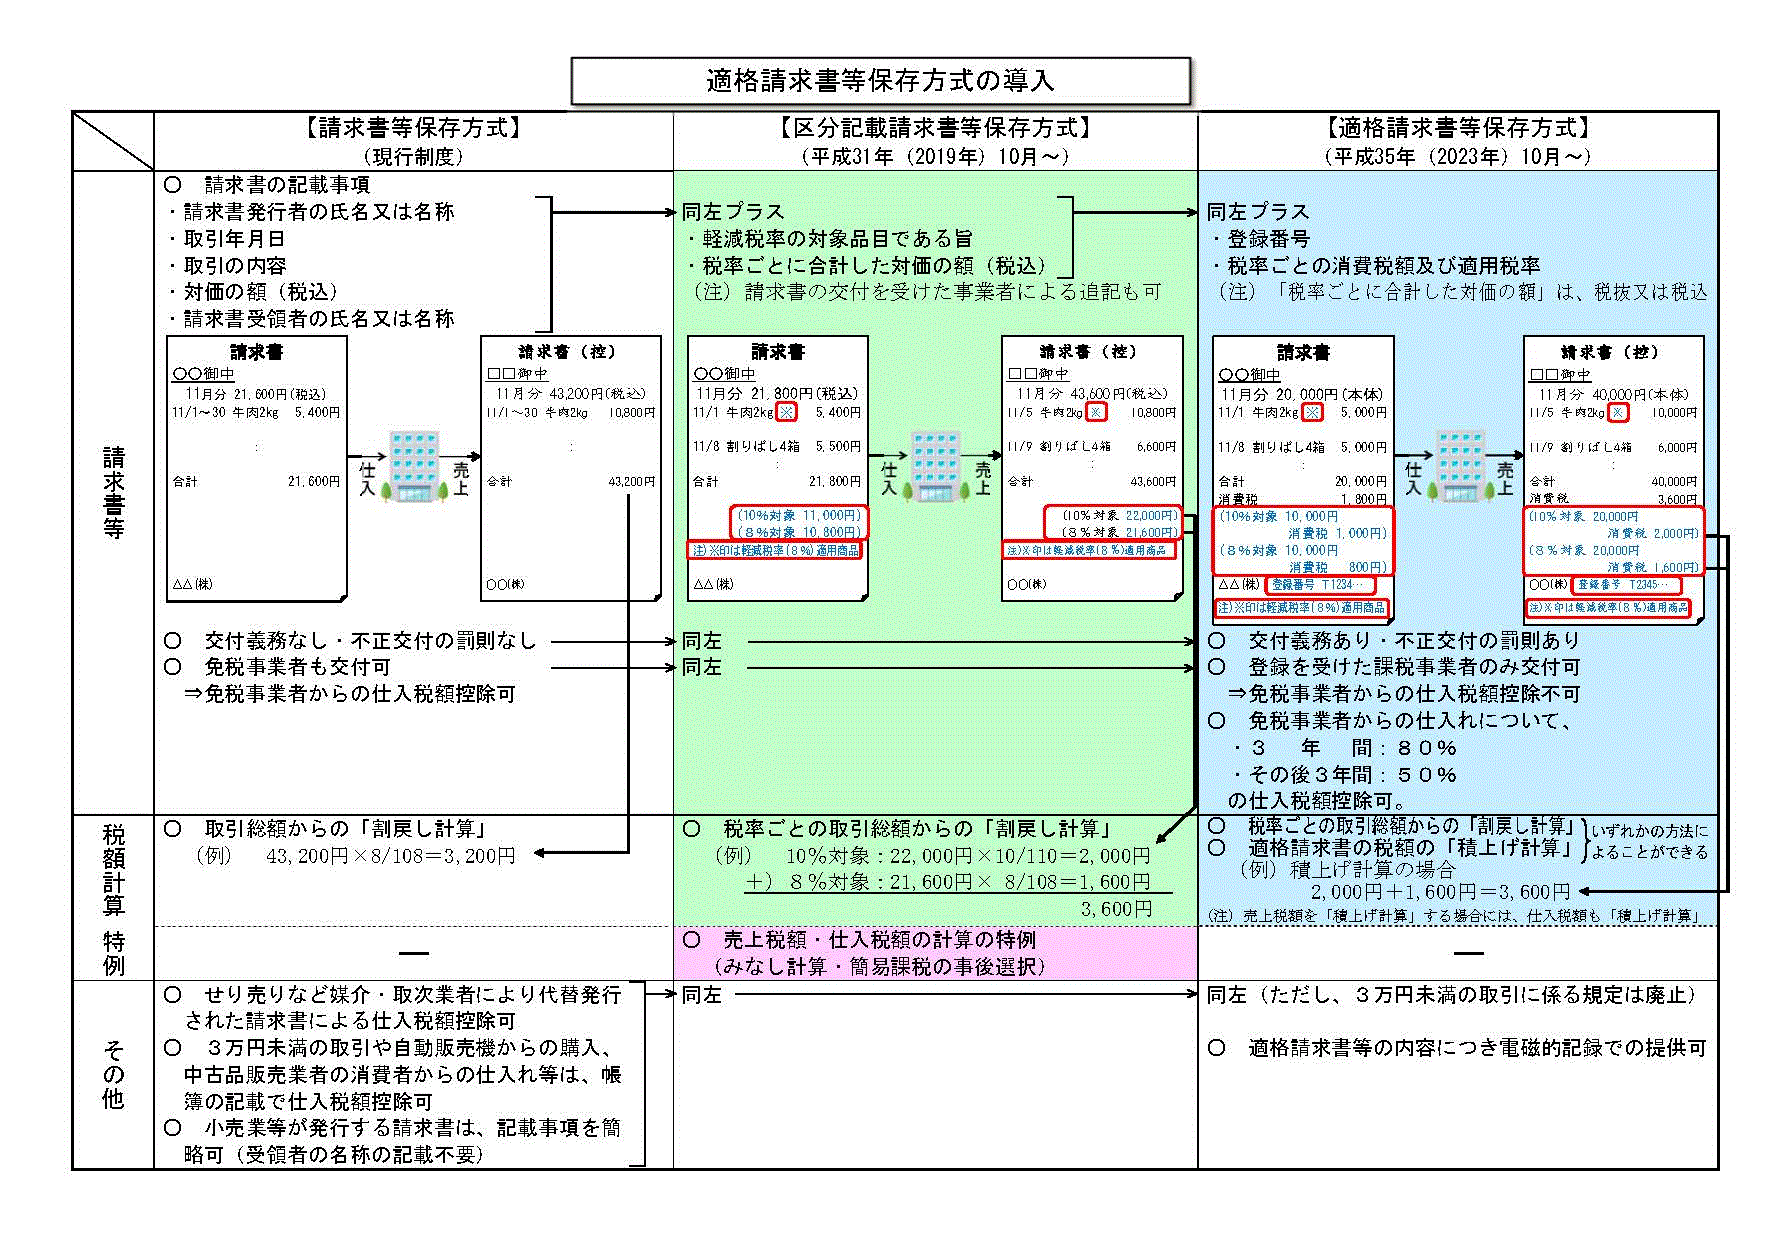 適格請求書等保存方式の導入
【請求書等保存方式】
(現行制度)
【区分記載請求書等保存方式】
(平成31年(2019年)10月～)
【適格請求書等保存方式】
(平成35年(2023年)10月～)
請求書等
○ 請求書の記載事項
・請求書発行者の氏名又は名称
・取引年月日
・取引の内容
・対価の額(税込)
・請求書受領者の氏名又は名称
請求書
○○御中
11月分 21,600円(税込)
11/1～30 牛肉2kg 5,400円
:
合計 21,600円
△△(株)
仕入
売上
請求書(控)
□□御中
11月分 43,200円(税込)
11/1～30 牛肉2kg 10,800円
:
合計 43,200円
○○(株)
○ 交付義務なし・不正交付の罰則なし
○ 免税事業者も交付可
⇒免税事業者からの仕入税額控除可
同左プラス
・軽減税率の対象品目である旨
・税率ごとに合計した対価の額(税込)
(注)請求書の交付を受けた事業者による追記も可
請求書
○○御中
11月分 21,800円(税込)
11/1 牛肉2kg ※ 5,400円
11/8 割りばし4箱 5,500円
:
合計 21,800円
(10%対象 11,000円)
(8%対象 10,800円)
注)※印は軽減税率(8%)適用商品
△△(株)
仕入
売上
請求書(控)
□□御中
11月分 43,600円(税込)
11/5 牛肉2kg ※ 10,800円
11/9 割りばし4箱 6,600円
:
合計 43,600円
(10%対象 22,000円)
(8%対象 21,600円)
注)※印は軽減税率(8%)適用商品
○○(株)
同左
同左
同左プラス
・登録番号
・税率ごとの消費税額及び適用税率
(注)「税率ごとに合計した対価の額」は、税抜又は税込
請求書
○○御中
11月分 20,000円(本体)
11/1 牛肉2kg ※ 5,000円
11/8 割りばし4箱 5,000円
:
合計 20,000円
消費税 1,800円
(10%対象 10,000円
消費税 1,000円)
(8%対象 10,000円
消費税 800円)
△△(株) 登録番号 T1234…
注)※印は軽減税率(8%)適用商品
仕入
売上
請求書(控)
□□御中
11月分 40,000円(本体)
11/5 牛肉2kg ※ 10,000円
11/9 割りばし4箱 6,000円
:
合計 40,000円
消費税 3,600円
(10%対象 20,000円
消費税 2,000円)
(8%対象 20,000円
消費税 1,600円)
○○(株) 登録番号 T2345…
注)※印は軽減税率(8%)適用商品
○ 交付義務あり・不正交付の罰則あり
○ 登録を受けた課税事業者のみ交付可
⇒免税事業者からの仕入税額控除不可
○ 免税事業者からの仕入れについて、
・3 年 間：80%
・その後3年間：50%
の仕入税額控除可。
税額計算
○ 取引総額からの「割戻し計算」
(例) 43,200円×8/108＝3,200円
○ 税率ごとの取引総額からの「割戻し計算」
(例) 10%対象：22,000円×10/110＝2,000円
＋) 8%対象：21,600円× 8/108＝1,600円
3,600円
○ 税率ごとの取引総額からの「割戻し計算」
○ 適格請求書の税額の「積上げ計算」
いずれかの方法に
よることができる
(例)積上げ計算の場合
2,000円＋1,600円＝3,600円
(注) 売上税額を「積上げ計算」する場合には、仕入税額も「積上げ計算」
特例
―
○ 売上税額・仕入税額の計算の特例
(みなし計算・簡易課税の事後選択)
―
その他
○ せり売りなど媒介・取次業者により代替発行
された請求書による仕入税額控除可
○ 3万円未満の取引や自動販売機からの購入、
中古品販売業者の消費者からの仕入れ等は、帳
簿の記載で仕入税額控除可
○ 小売業等が発行する請求書は、記載事項を簡
略可(受領者の名称の記載不要)
同左
同左(ただし、3万円未満の取引に係る規定は廃止)
○ 適格請求書等の内容につき電磁的記録での提供可